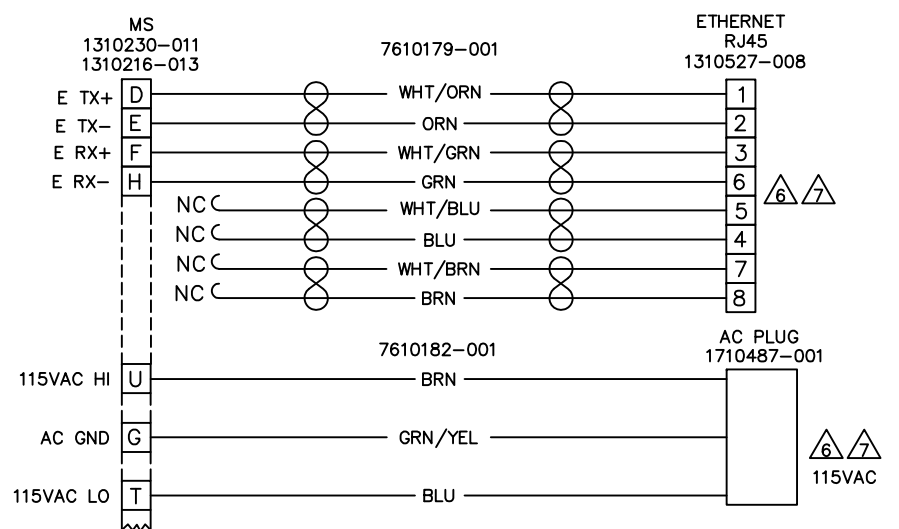 MS
1310230-011
1310216-013
7610179-001
ETHERNET
RJ45
1310527-008
E TX+ D WHT/ORN 1
E TX- E ORN 2
E RX+ F WHT/GRN 3
E RX- H GRN 6
NC WHT/BLU 5
NC BLU 4
NC WHT/BRN 7
NC BRN 8
6 7
7610182-001
AC PLUG
1710487-001
115VAC HI U BRN
AC GND G GRN/YEL
6 7
115VAC
115VAC LO T BLU